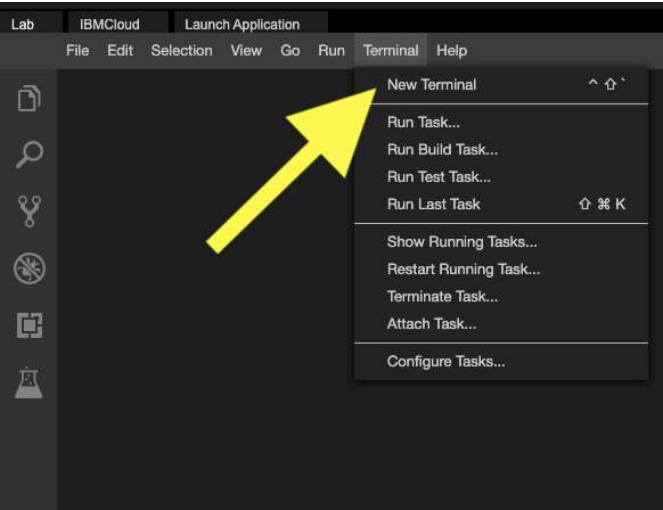 Lab IBMCloud Launch Application
File Edit Selection View Go Run Terminal Help
New Terminal ^ ⇧ `
Run Task...
Run Build Task...
Run Test Task...
Run Last Task ⇧ ⌘ K
Show Running Tasks...
Restart Running Task...
Terminate Task...
Attach Task...
Configure Tasks...